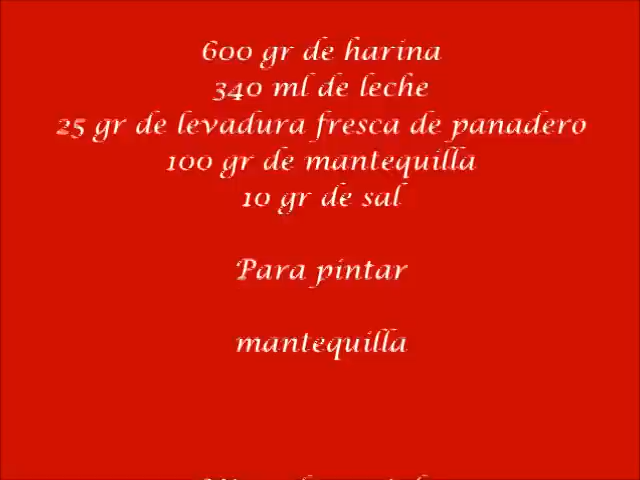 600 gr de harina
340 ml de leche
25 gr de levadura fresca de panadero
100 gr de mantequilla
10 gr de sal
Para pintar
mantequilla